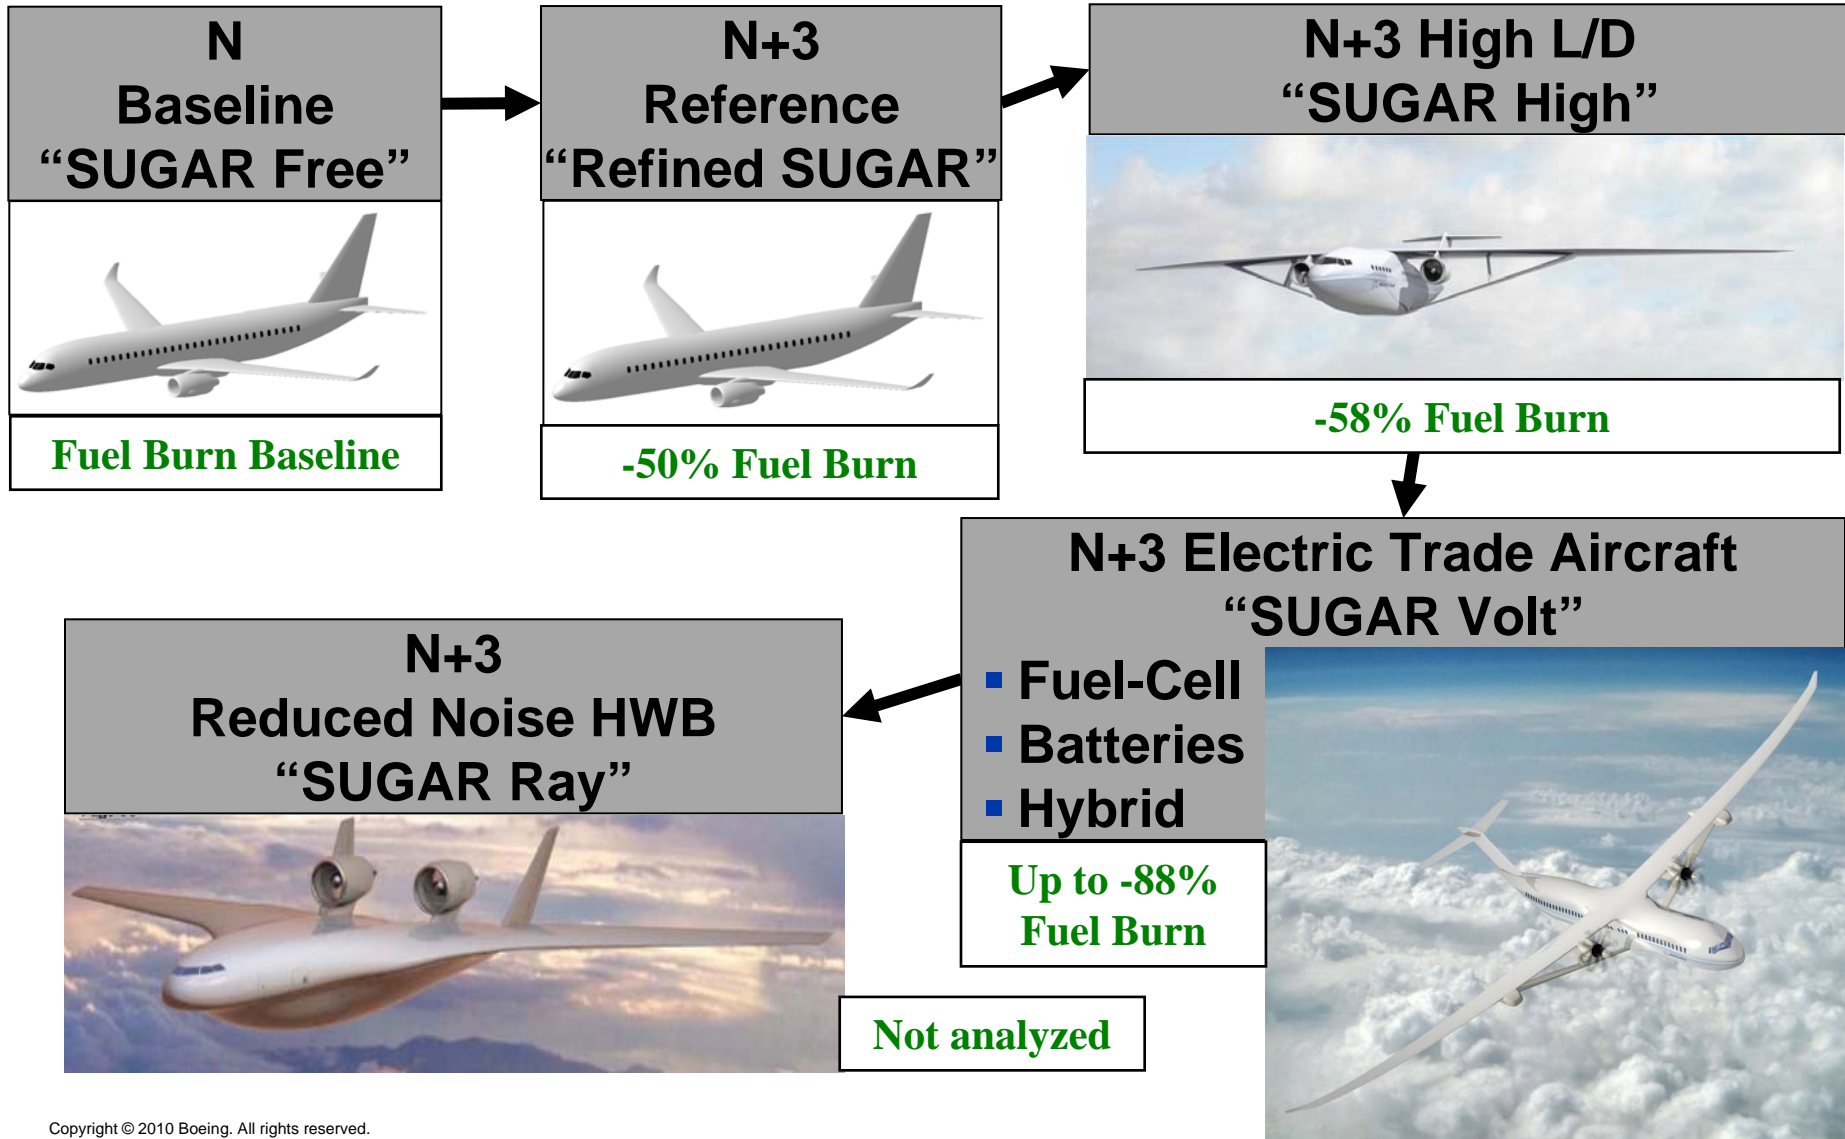 N
Baseline
“SUGAR Free”
Fuel Burn Baseline
N+3
Reference
“Refined SUGAR”
-50% Fuel Burn
N+3 High L/D
“SUGAR High”
-58% Fuel Burn
N+3 Electric Trade Aircraft
“SUGAR Volt”
▪ Fuel-Cell
▪ Batteries
▪ Hybrid
Up to -88%
Fuel Burn
N+3
Reduced Noise HWB
“SUGAR Ray”
Not analyzed
Copyright © 2010 Boeing. All rights reserved.